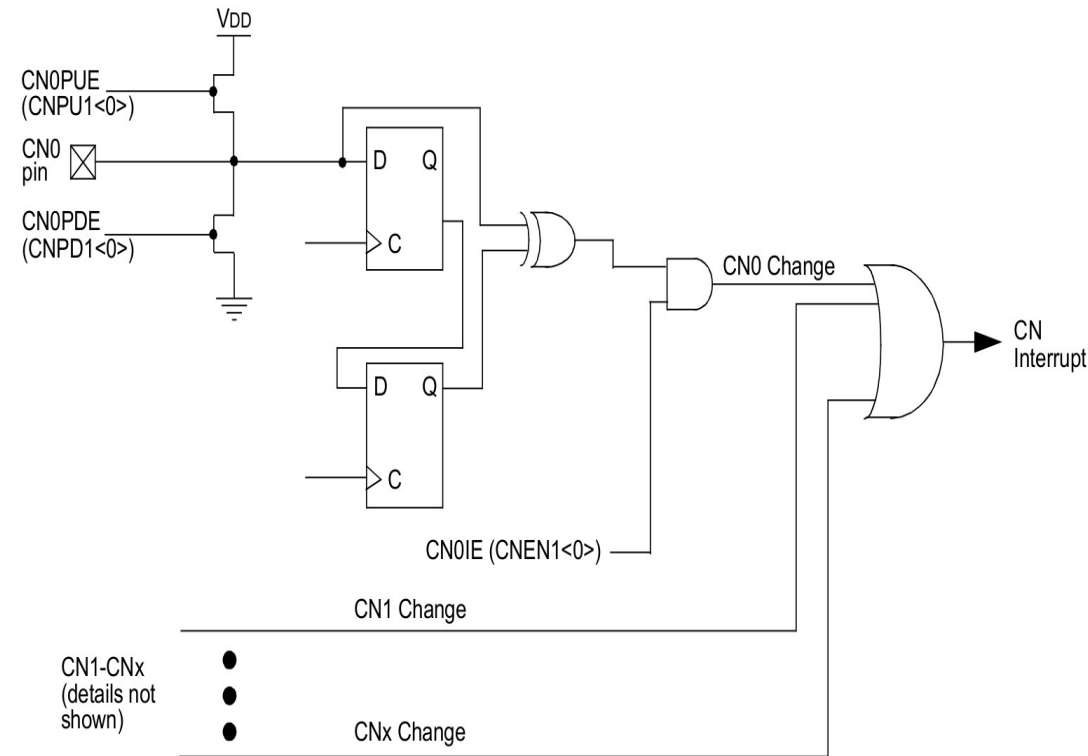 VDD
CN0PUE
(CNPU1<0>)
CN0
pin
D Q
CN0PDE
(CNPD1<0>)
C
CN0 Change
CN
Interrupt
D Q
C
CN0IE (CNEN1<0>)
CN1 Change
CN1-CNx
(details not
shown)
CNx Change